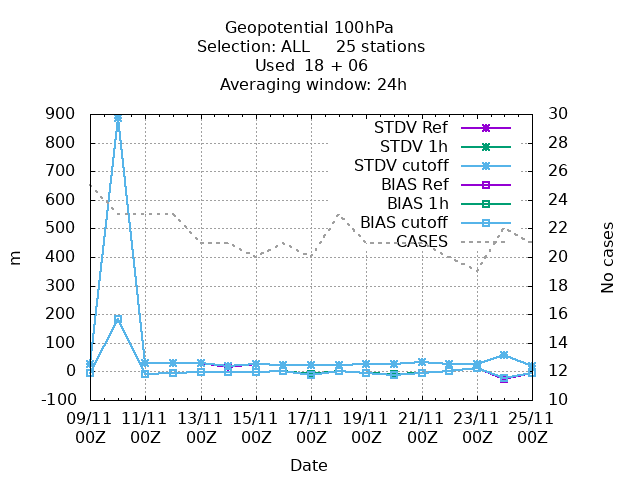 Geopotential 100hPa
Selection: ALL     25 stations
Used  18 + 06
Averaging window: 24h
900
800
700
600
500
400
300
200
100
0
-100
m
STDV Ref
STDV 1h
STDV cutoff
BIAS Ref
BIAS 1h
BIAS cutoff
CASES
30
28
26
24
22
20
18
16
14
12
10
No cases
09/11 11/11 13/11 15/11 17/11 19/11 21/11 23/11 25/11
00Z 00Z 00Z 00Z 00Z 00Z 00Z 00Z 00Z
Date